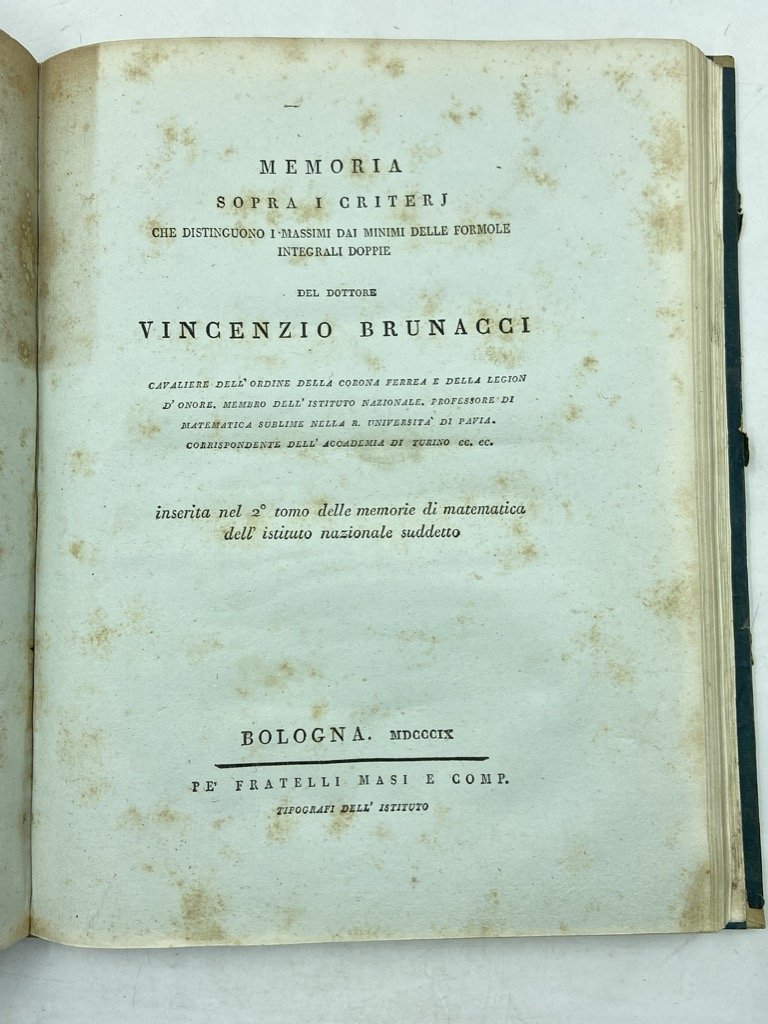 MEMORIA
SOPRA I CRITERJ
CHE DISTINGUONO I MASSIMI DAI MINIMI DELLE FORMOLE
INTEGRALI DOPPIE
DEL DOTTORE
VINCENZIO BRUNACCI
CAVALIERE DELL' ORDINE DELLA CORONA FERREA E DELLA LEGION
D' ONORE, MEMBRO DELL' ISTITUTO NAZIONALE, PROFESSORE DI
MATEMATICA SUBLIME NELLA R. UNIVERSITA' DI PAVIA.
CORRISPONDENTE DELL' ACCADEMIA DI TURINO EC. EC.
inserita nel 2° tomo delle memorie di matematica
dell' istituto nazionale suddetto
BOLOGNA. MDCCCIX
PE' FRATELLI MASI E COMP.
TIPOGRAFI DELL' ISTITUTO